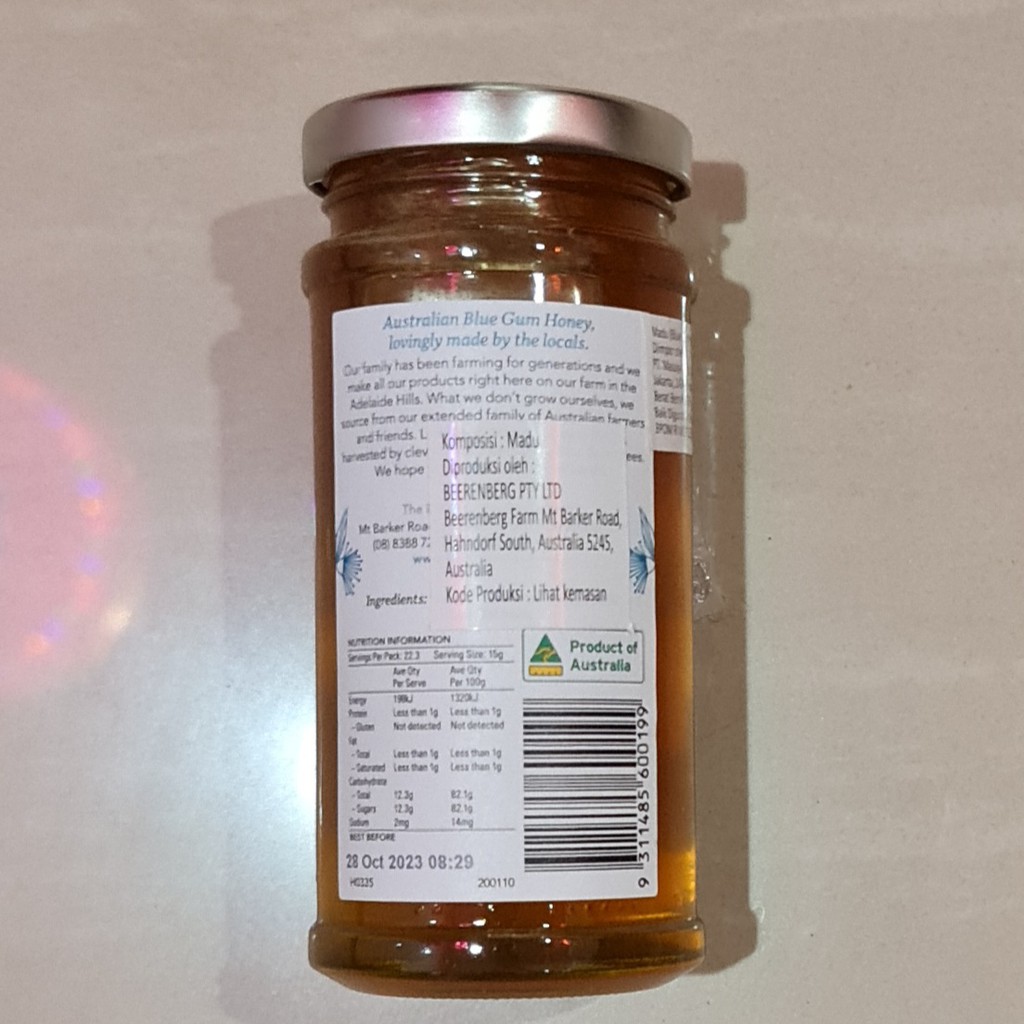 Australian Blue Gum Honey,
lovingly made by the locals.
Our family has been farming for generations and we
make all our products right here on our farm in the
Adelaide Hills. What we don't grow ourselves, we
source from our extended family of Australian farmers
and friends.
harvested by
We hope
Komposisi : Madu
Diproduksi oleh :
BEERENBERG PTY LTD
Beerenberg Farm Mt Barker Road,
Hahndorf South, Australia 5245,
Australia
Kode Produksi : Lihat kemasan
The
Mt Barker Roa
(08) 8388 7
ww
Ingredients:
NUTRITION INFORMATION
Servings Per Pack: 22.3 Serving Size: 15g
Ave Qty Ave Qty
Per Serve Per 100g
Energy 198kJ 1320kJ
Protein Less than 1g Less than 1g
- Gluten Not detected Not detected
Fat
- Total Less than 1g Less than 1g
- Saturated Less than 1g Less than 1g
Carbohydrate
- Total 12.3g 82.1g
- Sugars 12.3g 82.1g
Sodium 2mg 14mg
BEST BEFORE
28 Oct 2023 08:29
HG335 200110
Product of
Australia
9 311485 600199